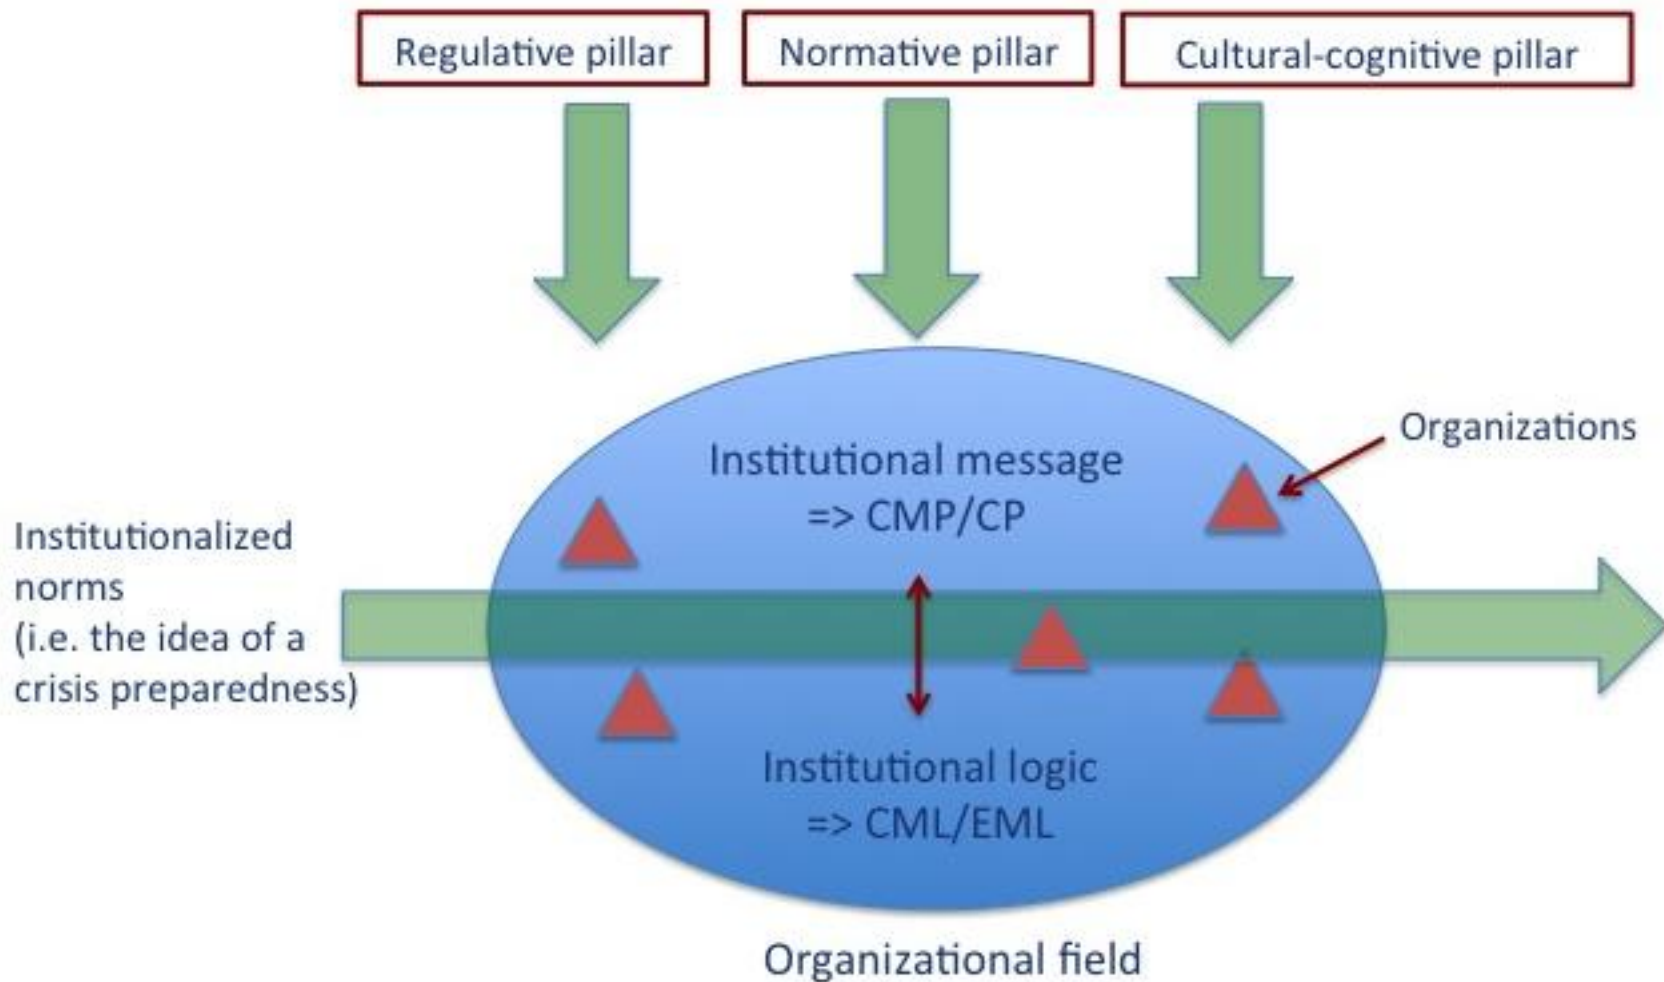 Regulative pillar
Normative pillar
Cultural-cognitive pillar
Organizations
Institutional message
=> CMP/CP
Institutionalized
norms
(i.e. the idea of a
crisis preparedness)
Institutional logic
=> CML/EML
Organizational field